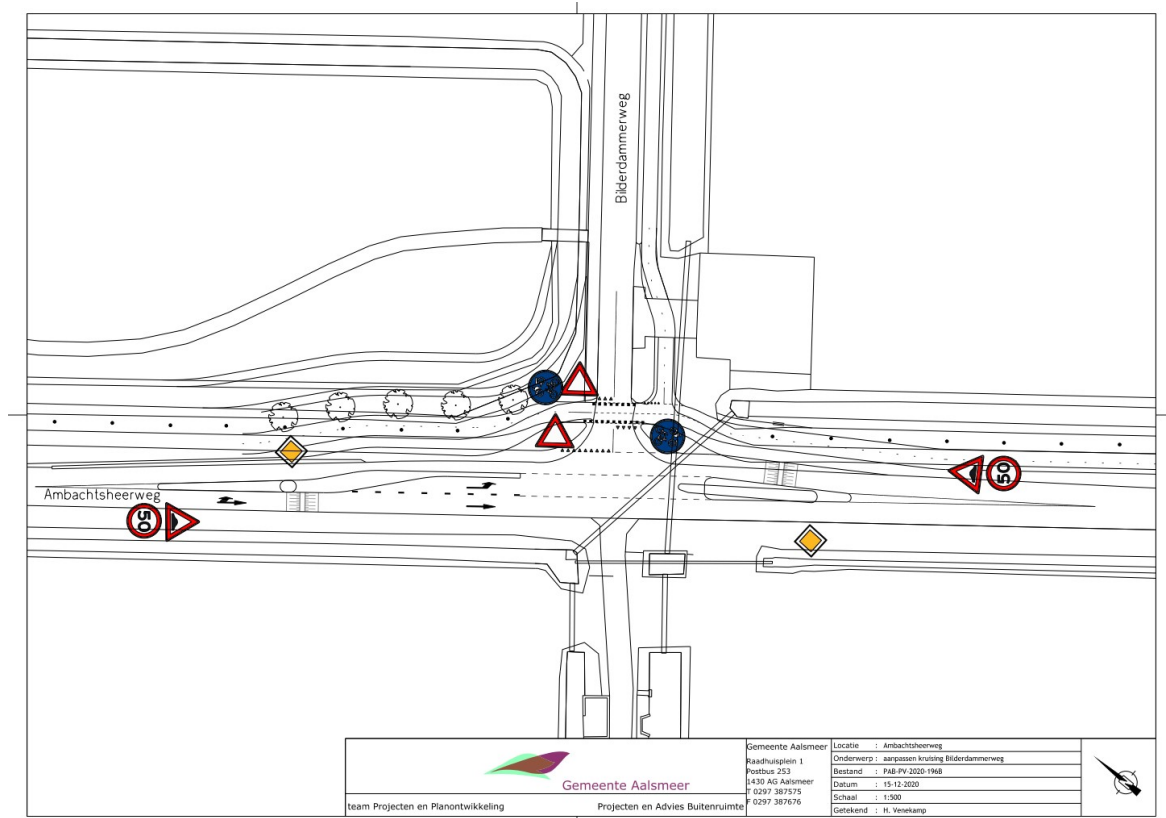 Bilderdammerweg
Ambachtsheerweg
50
50
Gemeente Aalsmeer
team Projecten en Planontwikkeling
Projecten en Advies Buitenruimte
Gemeente Aalsmeer
Raadhuisplein 1
Postbus 253
1430 AG Aalsmeer
T 0297 387575
F 0297 387676
Locatie : Ambachtsheerweg
Onderwerp : aanpassen kruising Bilderdammerweg
Bestand : PAB-PV-2020-196B
Datum : 15-12-2020
Schaal : 1:500
Getekend : H. Venekamp